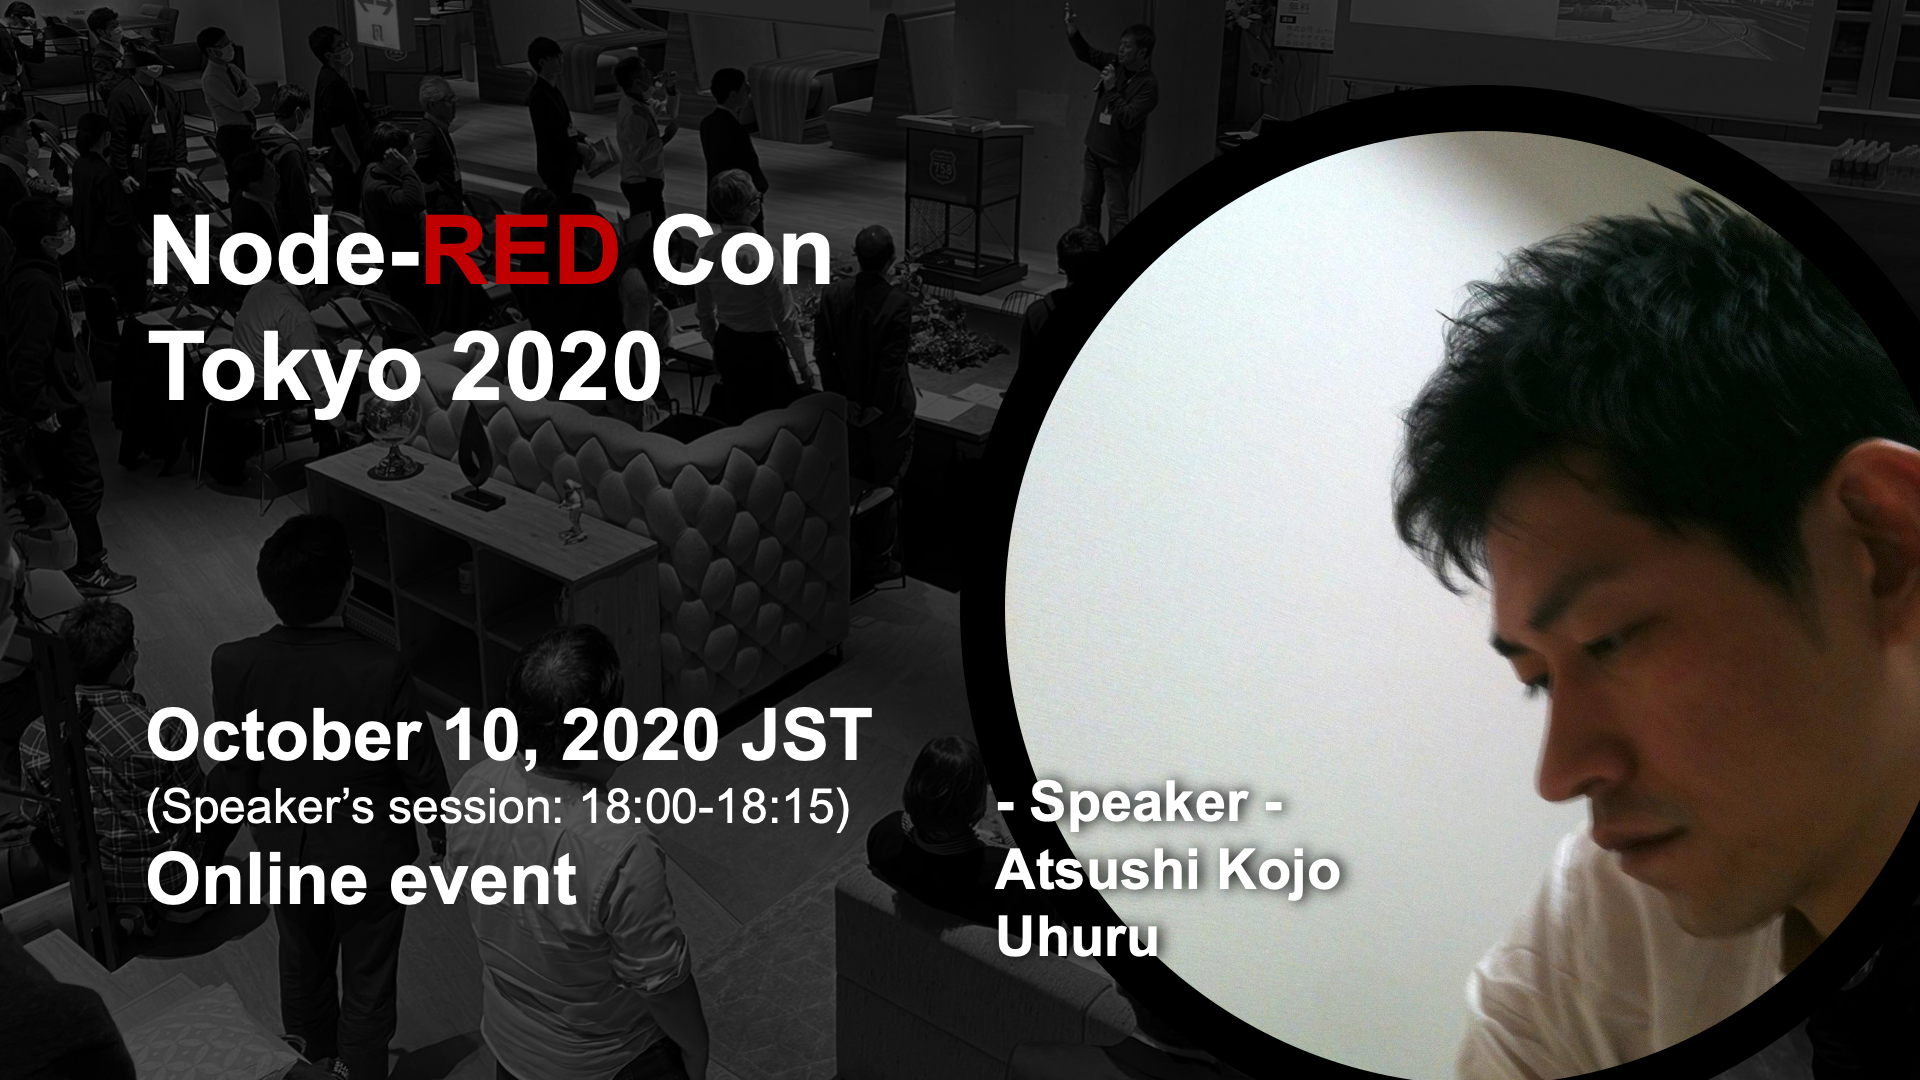 Node-RED Con
Tokyo 2020
October 10, 2020 JST
(Speaker’s session: 18:00-18:15)
Online event
- Speaker -
Atsushi Kojo
Uhuru
758